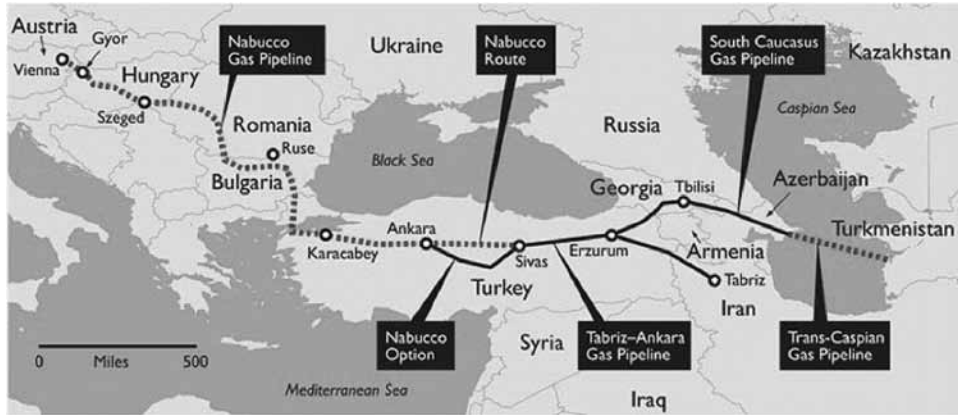 Austria
Gyor
Vienna
Hungary
Szeged
Nabucco
Gas Pipeline
Romania
Ruse
Bulgaria
Ukraine
Black Sea
Nabucco
Route
Russia
South Caucasus
Gas Pipeline
Kazakhstan
Caspian Sea
Georgia
Tbilisi
Azerbaijan
Turkmenistan
Karacabey
Ankara
Sivas
Erzurum
Armenia
Tabriz
Iran
Turkey
Nabucco
Option
Syria
Tabriz–Ankara
Gas Pipeline
Trans-Caspian
Gas Pipeline
Iraq
0
Miles
500
Mediterranean Sea